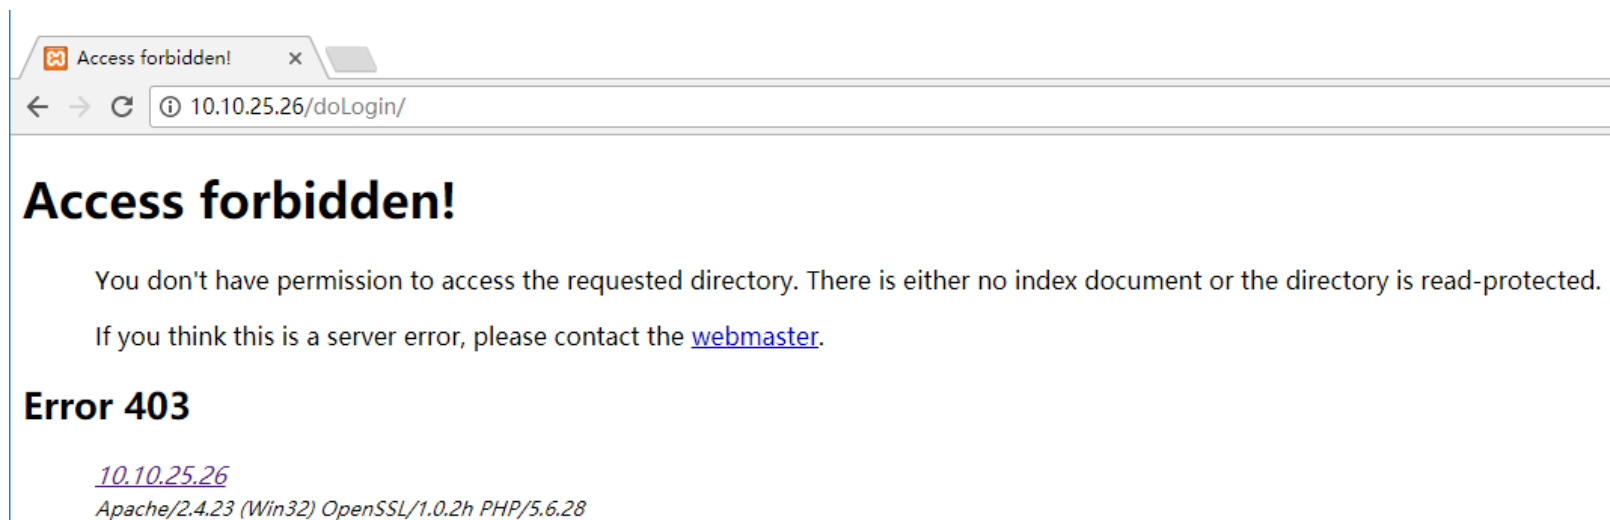 Access forbidden!
10.10.25.26/doLogin/
Access forbidden!
You don't have permission to access the requested directory. There is either no index document or the directory is read-protected.
If you think this is a server error, please contact the webmaster.
Error 403
10.10.25.26
Apache/2.4.23 (Win32) OpenSSL/1.0.2h PHP/5.6.28